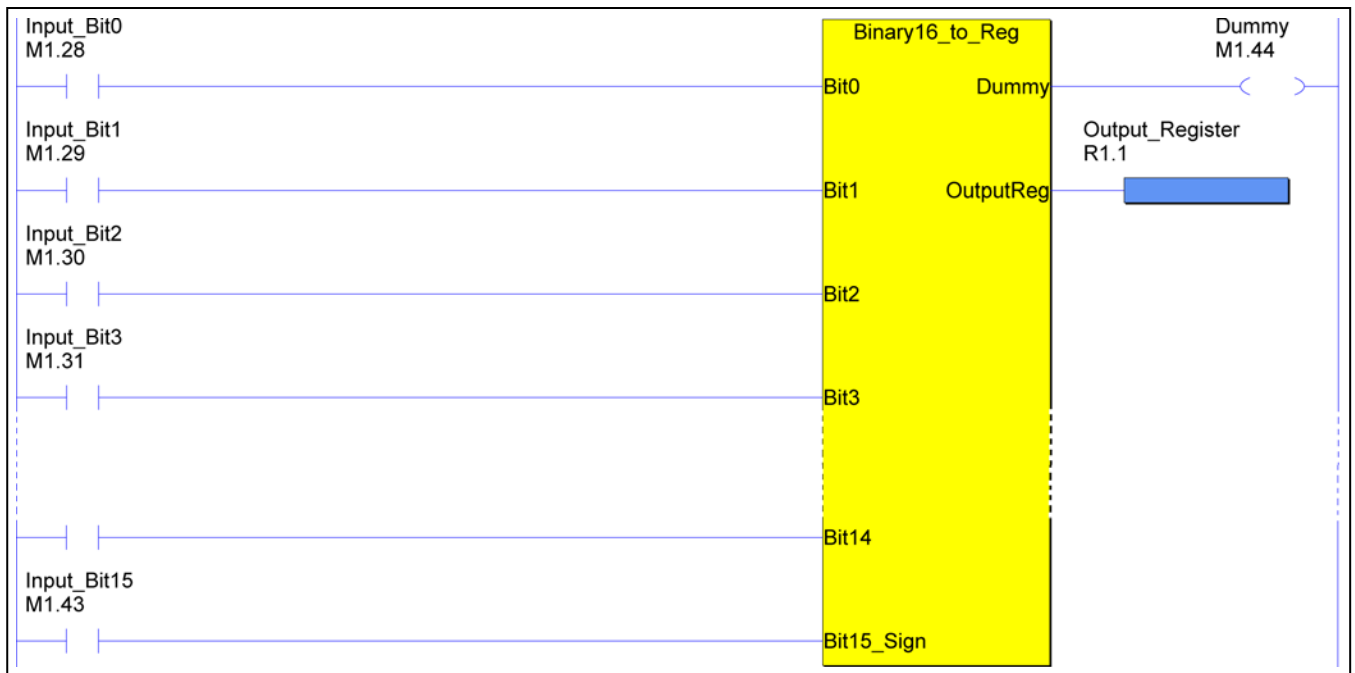 Input_Bit0
M1.28
Binary16_to_Reg
Dummy
M1.44
Bit0
Dummy
Input_Bit1
M1.29
Output_Register
R1.1
Bit1
OutputReg
Input_Bit2
M1.30
Bit2
Input_Bit3
M1.31
Bit3
Bit14
Input_Bit15
M1.43
Bit15_Sign